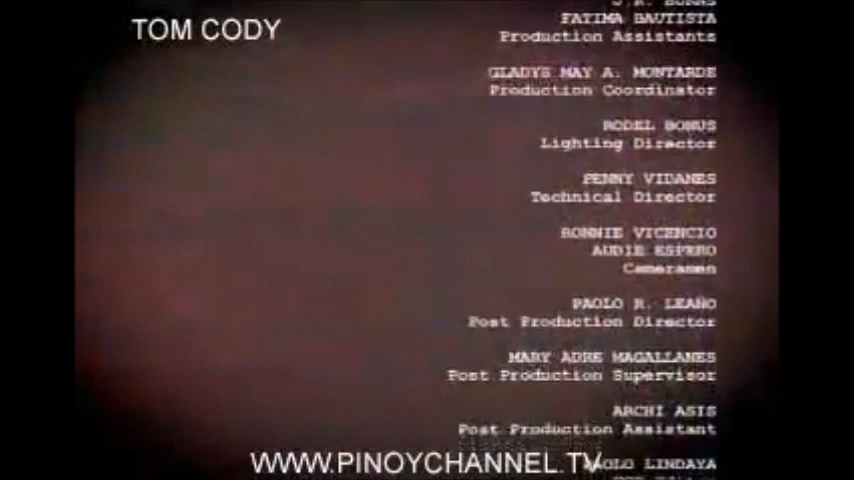 TOM CODY
FATIMA BAUTISTA
Production Assistants
GLADYS MAY A. MONTARDE
Production Coordinator
RODEL BONUS
Lighting Director
PENNY VIDANES
Technical Director
RONNIE VICENCIO
AUDIE ESPERO
Cameramen
PAOLO R. LEAÑO
Post Production Director
MARY ADRE MAGALLANES
Post Production Supervisor
ARCHI ASIS
Post Production Assistant
WWW.PINOYCHANNEL.TV
PAOLO LINDAYA